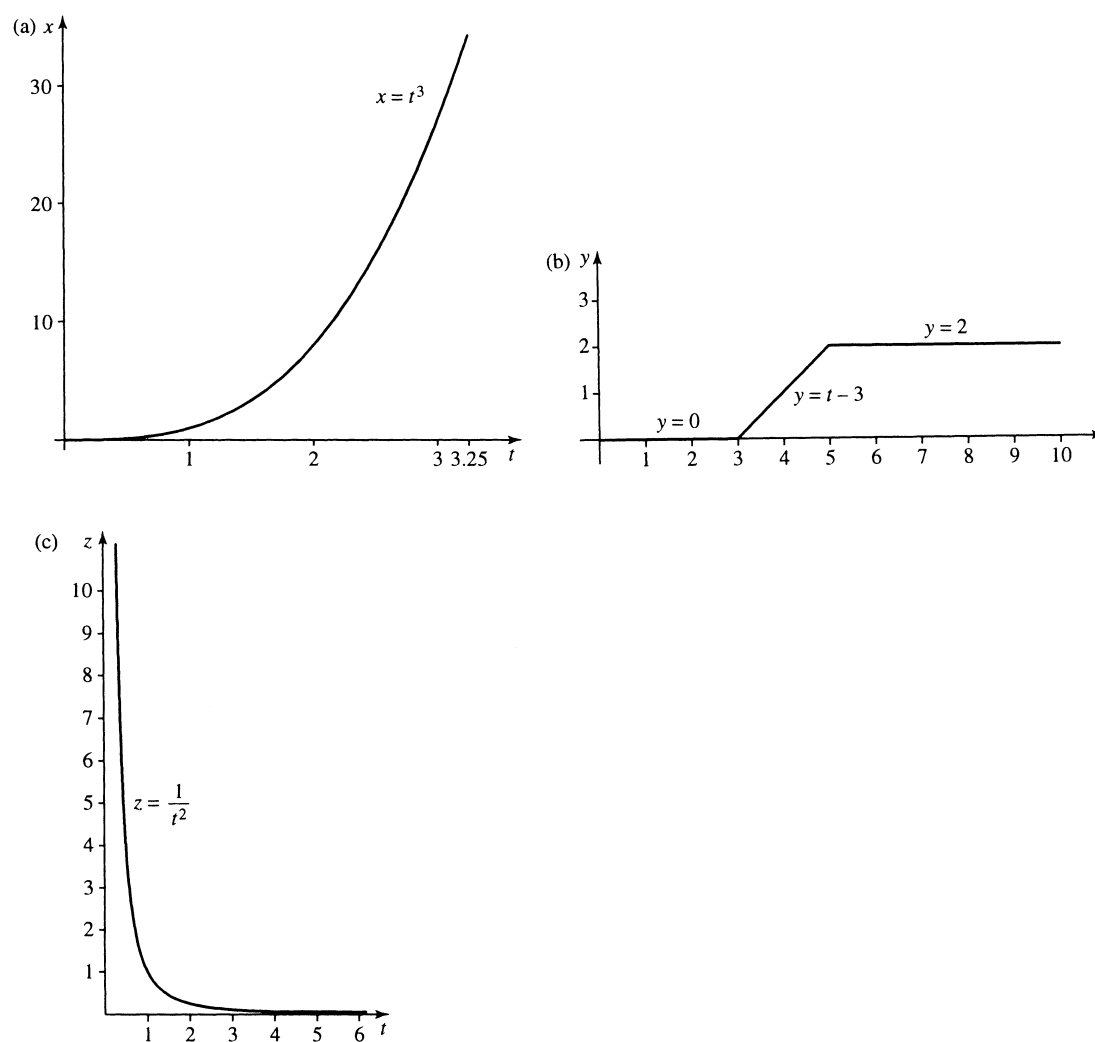 (a) x
30
x = t³
20
10
1 2 3 3.25 t
(b) y
3
y = 2
2
y = t – 3
1
y = 0
1 2 3 4 5 6 7 8 9 10
(c) z
10
9
8
7
6
5
z = 1/t²
4
3
2
1
1 2 3 4 5 6 t